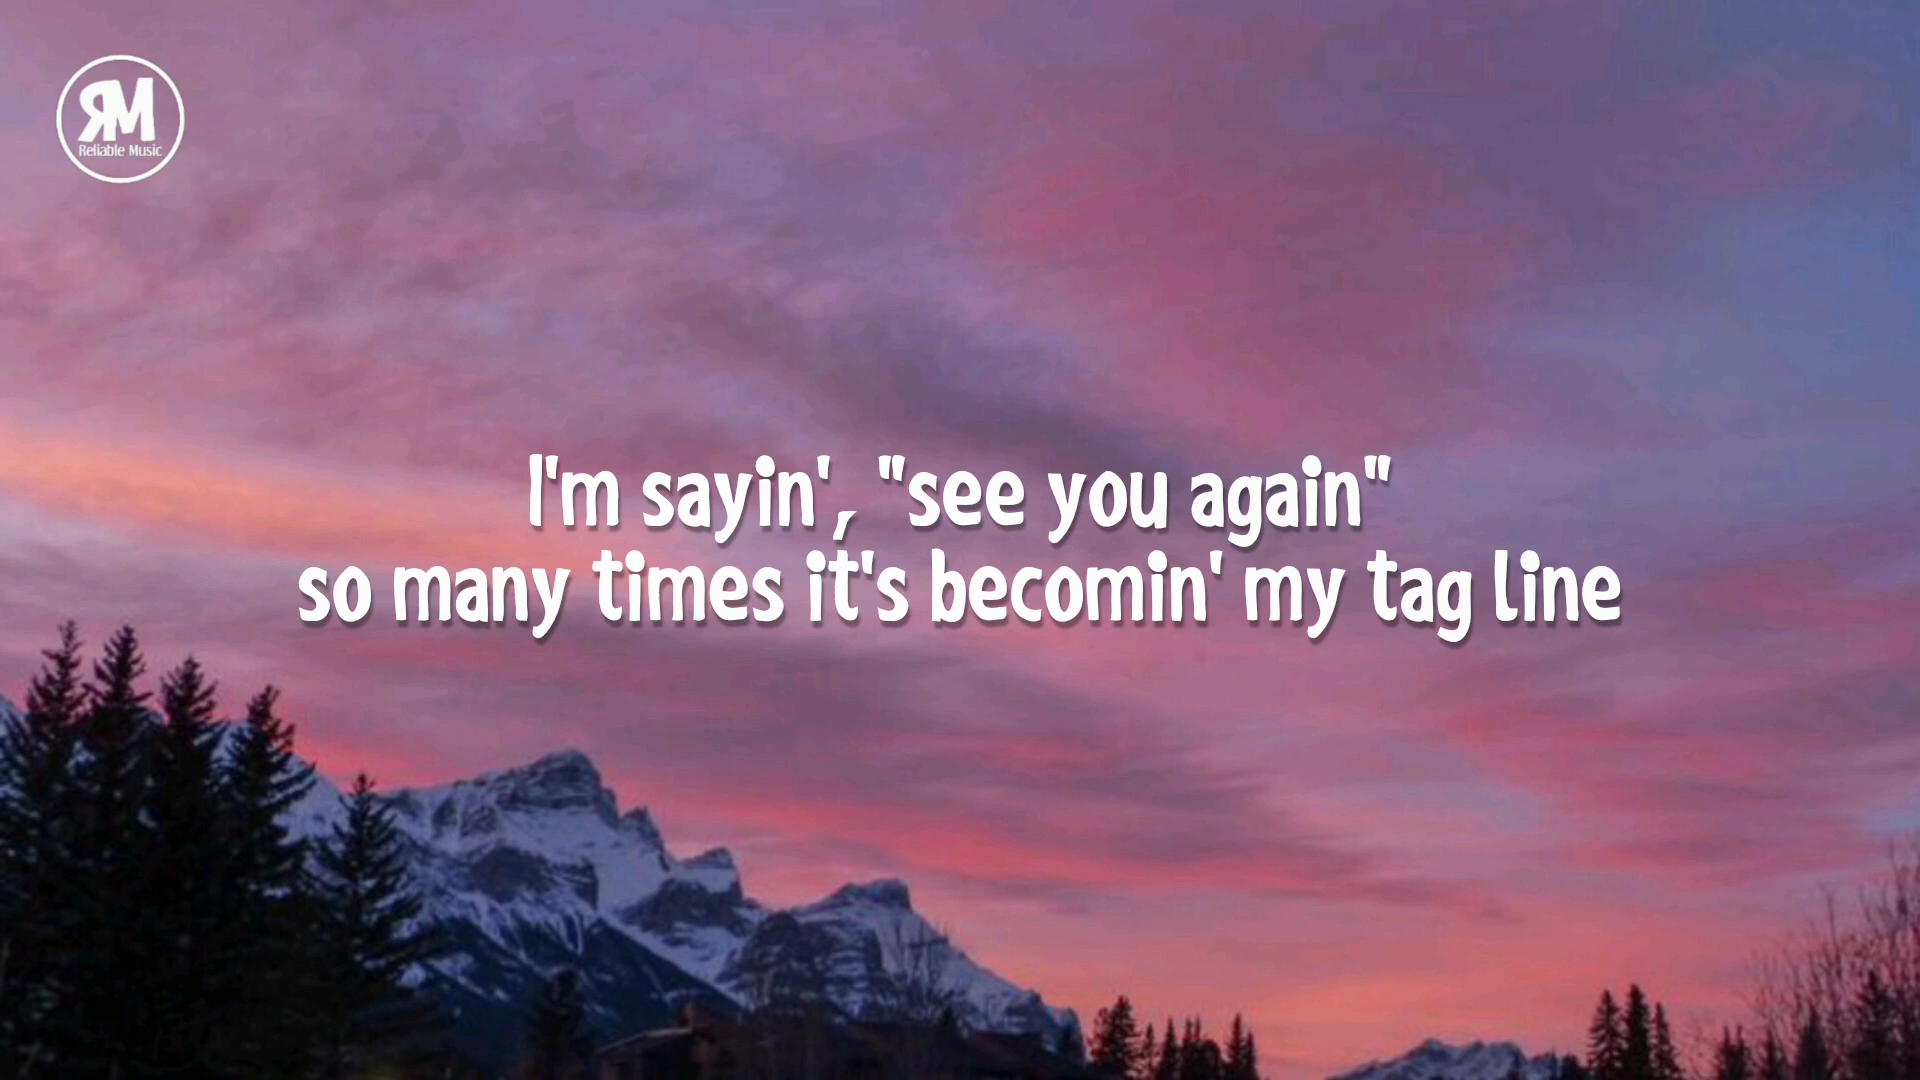 RM
Reliable Music
I'm sayin', "see you again"
so many times it's becomin' my tag line